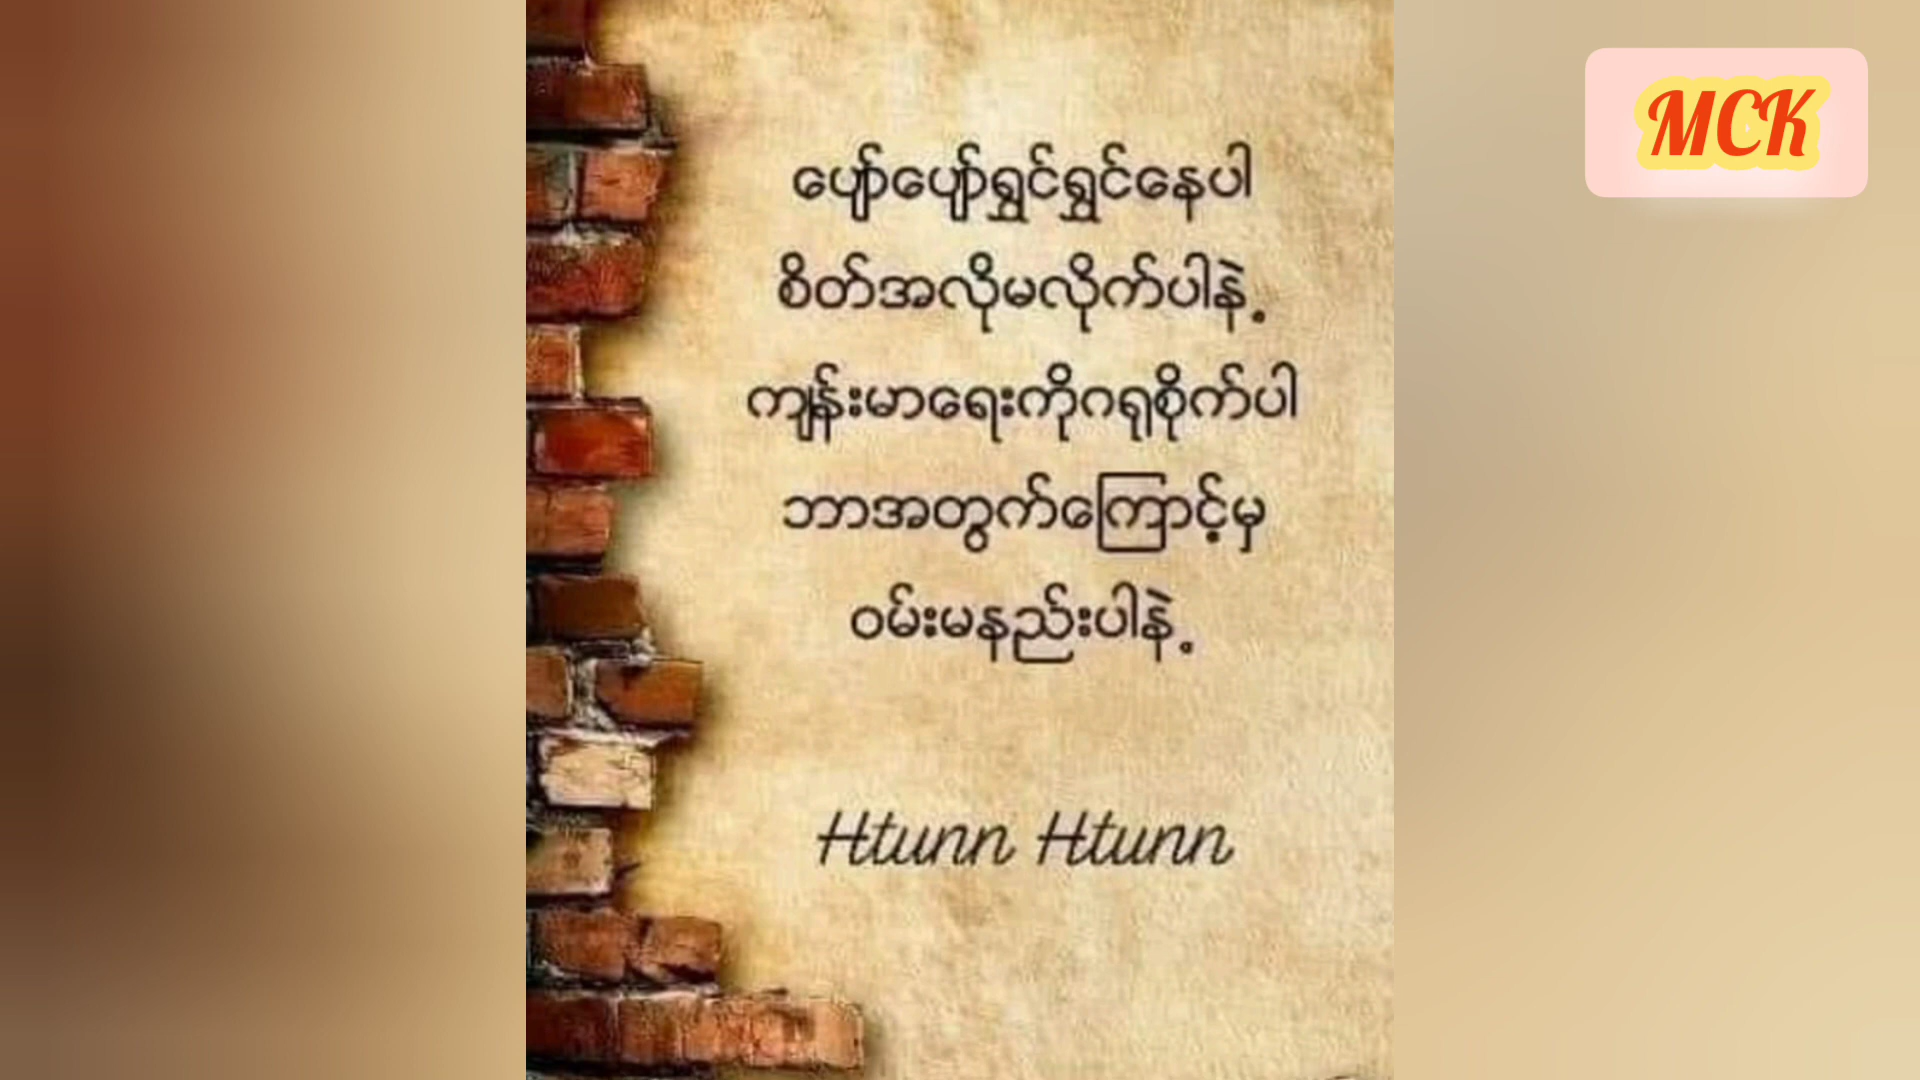 MCK
ပျော်ပျော်ရွှင်ရွှင်နေပါ
စိတ်အလိုမလိုက်ပါနဲ့
ကျန်းမာရေးကိုဂရုစိုက်ပါ
ဘာအတွက်ကြောင့်မှ
ဝမ်းမနည်းပါနဲ့
Htunn Htunn